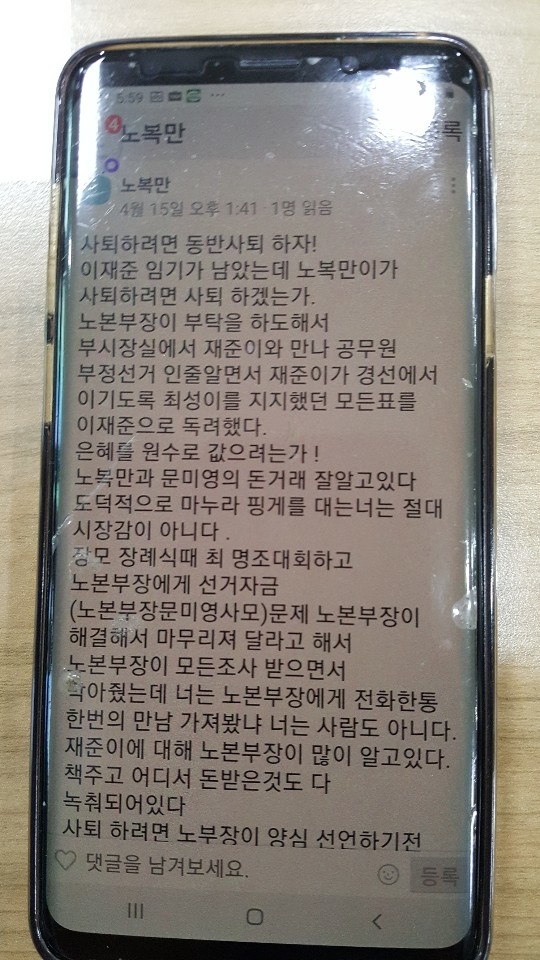 5:59
4
노복만
록
노복만
4월 15일 오후 1:41 · 1명 읽음
사퇴하려면 동반사퇴 하자!
이재준 임기가 남았는데 노복만이가
사퇴하려면 사퇴 하겠는가.
노본부장이 부탁을 하도해서
부시장실에서 재준이와 만나 공무원
부정선거 인줄알면서 재준이가 경선에서
이기도록 최성이를 지지했던 모든표를
이재준으로 독려했다.
은혜를 원수로 값으려는가 !
노복만과 문미영의 돈거래 잘알고있다
도덕적으로 마누라 핑게를 대는너는 절대
시장감이 아니다 .
장모 장례식때 최 명조대회하고
노본부장에게 선거자금
(노본부장문미영사모)문제 노본부장이
해결해서 마무리져 달라고 해서
노본부장이 모든조사 받으면서
막아줬는데 너는 노본부장에게 전화한통
한번의 만남 가져봤냐 너는 사람도 아니다.
재준이에 대해 노본부장이 많이 알고있다.
책주고 어디서 돈받은것도 다
녹취되어있다
사퇴 하려면 노부장이 양심 선언하기전
댓글을 남겨보세요.
등록